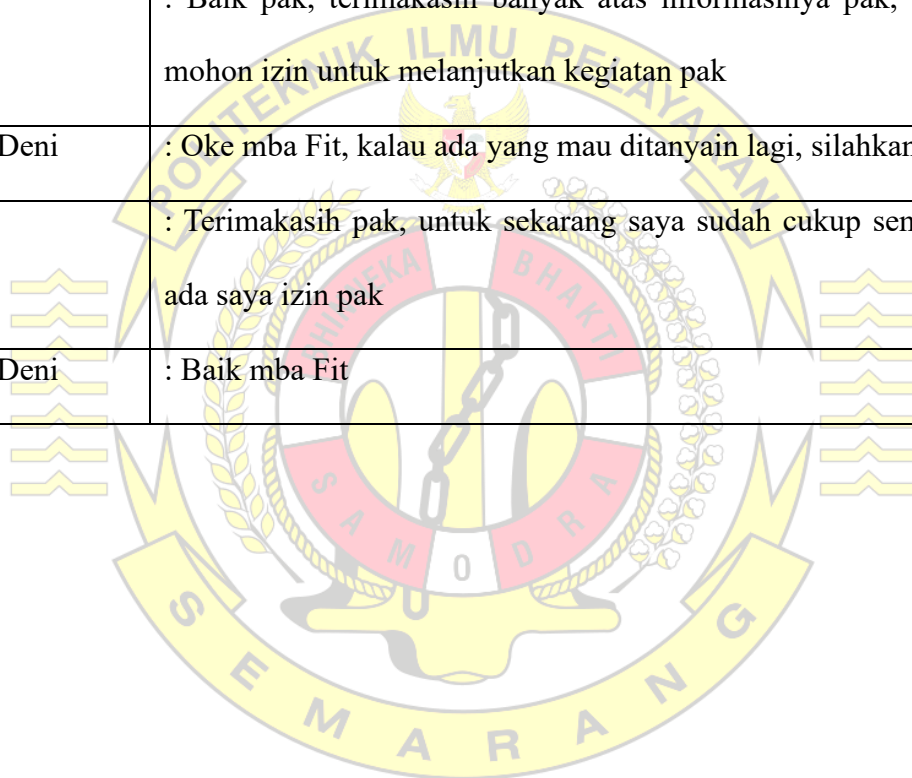 : Baik pak, terimakasih banyak atas informasinya pak,
mohon izin untuk melanjutkan kegiatan pak
Deni : Oke mba Fit, kalau ada yang mau ditanyain lagi, silahkan
: Terimakasih pak, untuk sekarang saya sudah cukup
ada saya izin pak
Deni : Baik mba Fit
POLITEKNIK ILMU PELAYARAN
BHINNEKA BHAKTI
SAMODRA
SEMARANG